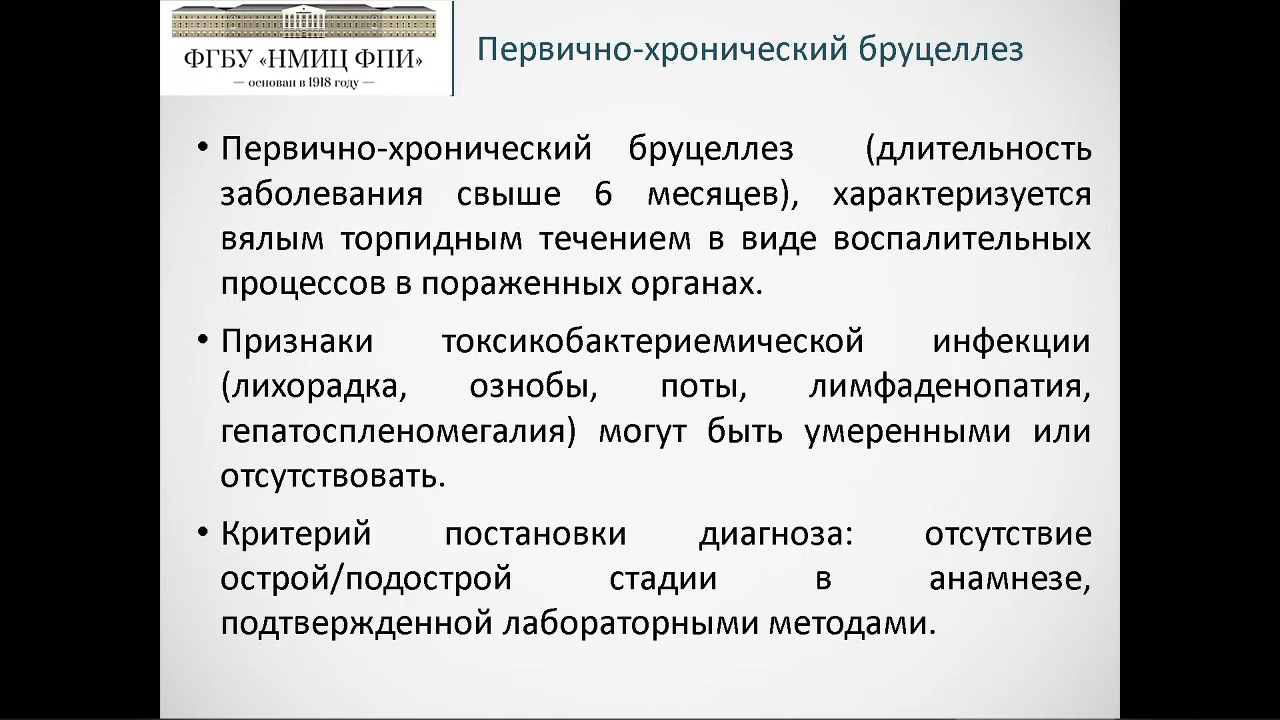 ФГБУ «НМИЦ ФПИ»
— основан в 1918 году —
Первично-хронический бруцеллез
• Первично-хронический бруцеллез (длительность
заболевания свыше 6 месяцев), характеризуется
вялым торпидным течением в виде воспалительных
процессов в пораженных органах.
• Признаки токсикобактериемической инфекции
(лихорадка, ознобы, поты, лимфаденопатия,
гепатоспленомегалия) могут быть умеренными или
отсутствовать.
• Критерий постановки диагноза: отсутствие
острой/подострой стадии в анамнезе,
подтвержденной лабораторными методами.